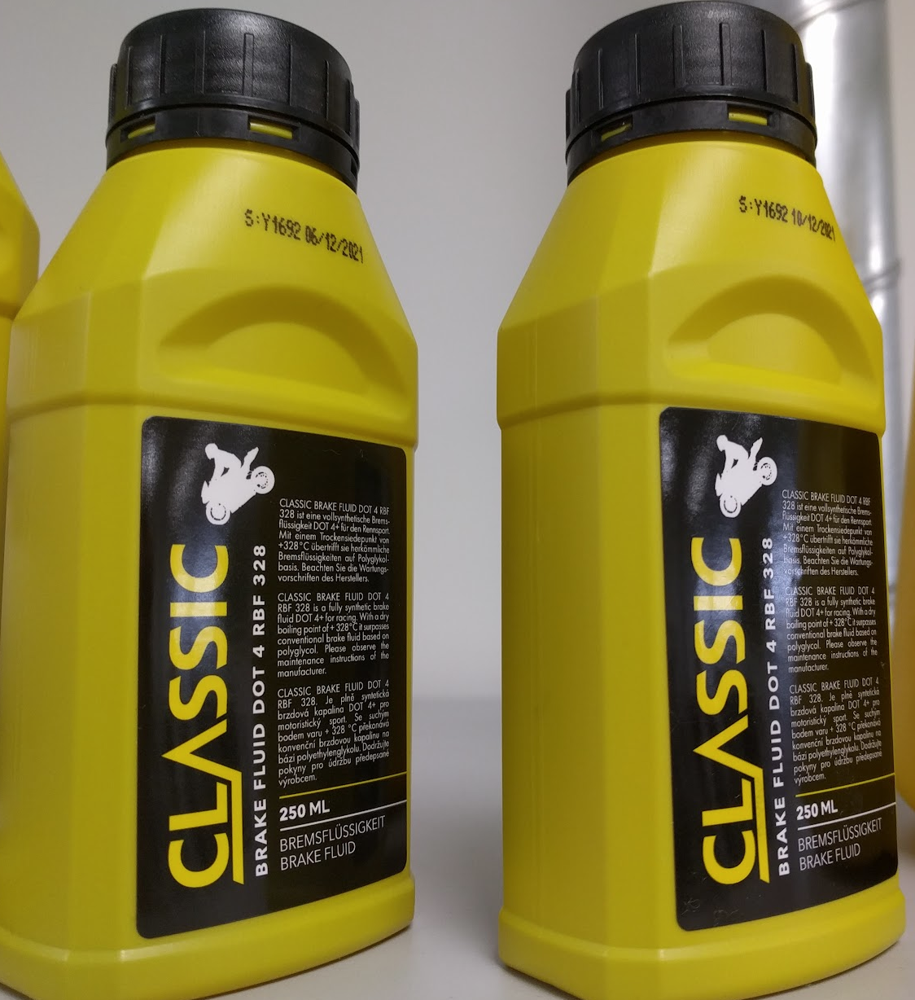 S:Y1692 06/12/2021
CLASSIC
BRAKE FLUID DOT 4 RBF 328
CLASSIC BRAKE FLUID DOT 4 RBF
328 ist eine vollsynthetische Brems-
flüssigkeit DOT 4+ für den Rennsport.
Mit einem Trockensiedepunkt von
+328°C übertrifft sie herkömmliche
Bremsflüssigkeiten auf Polyglykol-
basis. Beachten Sie die Wartungs-
vorschriften des Herstellers.
CLASSIC BRAKE FLUID DOT 4
RBF 328 is a fully synthetic brake
fluid DOT 4+ for racing. With a dry
boiling point of + 328°C it surpasses
conventional brake fluid based on
polyglycol. Please observe the
maintenance instructions of the
manufacturer.
CLASSIC BRAKE FLUID DOT 4
RBF 328. Je plně syntetická
brzdová kapalina DOT 4+ pro
motoristický sport. Se suchým
bodem varu + 328 °C překonává
konvenční brzdovou kapalinu na
bázi polyethylenglykolu. Dodržujte
pokyny pro údržbu předepsané
výrobcem.
250 ML
BREMSFLÜSSIGKEIT
BRAKE FLUID
S:Y1692 10/12/2021
CLASSIC
BRAKE FLUID DOT 4 RBF 328
CLASSIC BRAKE FLUID DOT 4 RBF
328 ist eine vollsynthetische Brems-
flüssigkeit DOT 4+ für den Rennsport.
Mit einem Trockensiedepunkt von
+328°C übertrifft sie herkömmliche
Bremsflüssigkeiten auf Polyglykol-
basis. Beachten Sie die Wartungs-
vorschriften des Herstellers.
CLASSIC BRAKE FLUID DOT 4
RBF 328 is a fully synthetic brake
fluid DOT 4+ for racing. With a dry
boiling point of + 328°C it surpasses
conventional brake fluid based on
polyglycol. Please observe the
maintenance instructions of the
manufacturer.
CLASSIC BRAKE FLUID DOT 4
RBF 328. Je plně syntetická
brzdová kapalina DOT 4+ pro
motoristický sport. Se suchým
bodem varu + 328 °C překonává
konvenční brzdovou kapalinu na
bázi polyethylenglykolu. Dodržujte
pokyny pro údržbu předepsané
výrobcem.
250 ML
BREMSFLÜSSIGKEIT
BRAKE FLUID